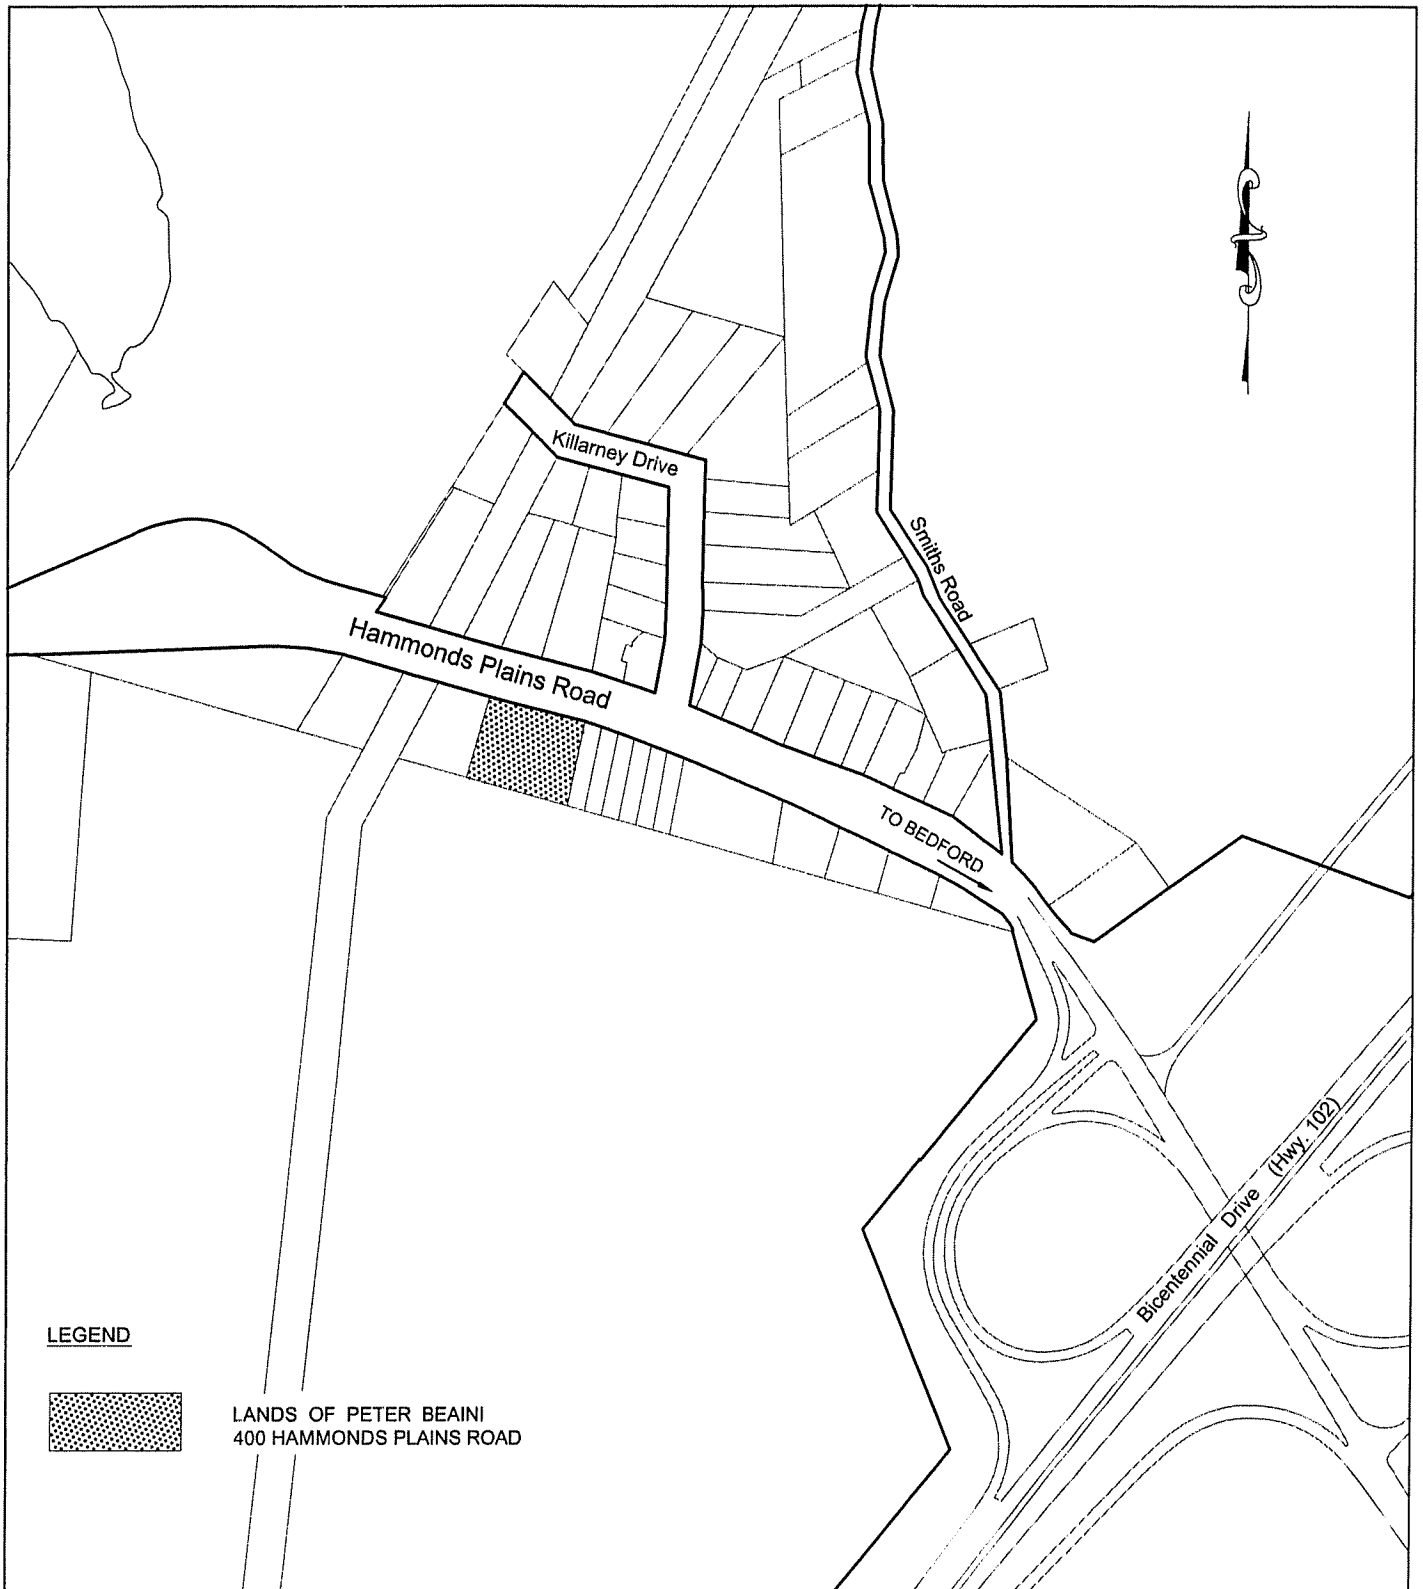 Killarney Drive
Smiths Road
Hammonds Plains Road
TO BEDFORD
Bicentennial Drive (Hwy. 102)
LEGEND
LANDS OF PETER BEAINI
400 HAMMONDS PLAINS ROAD